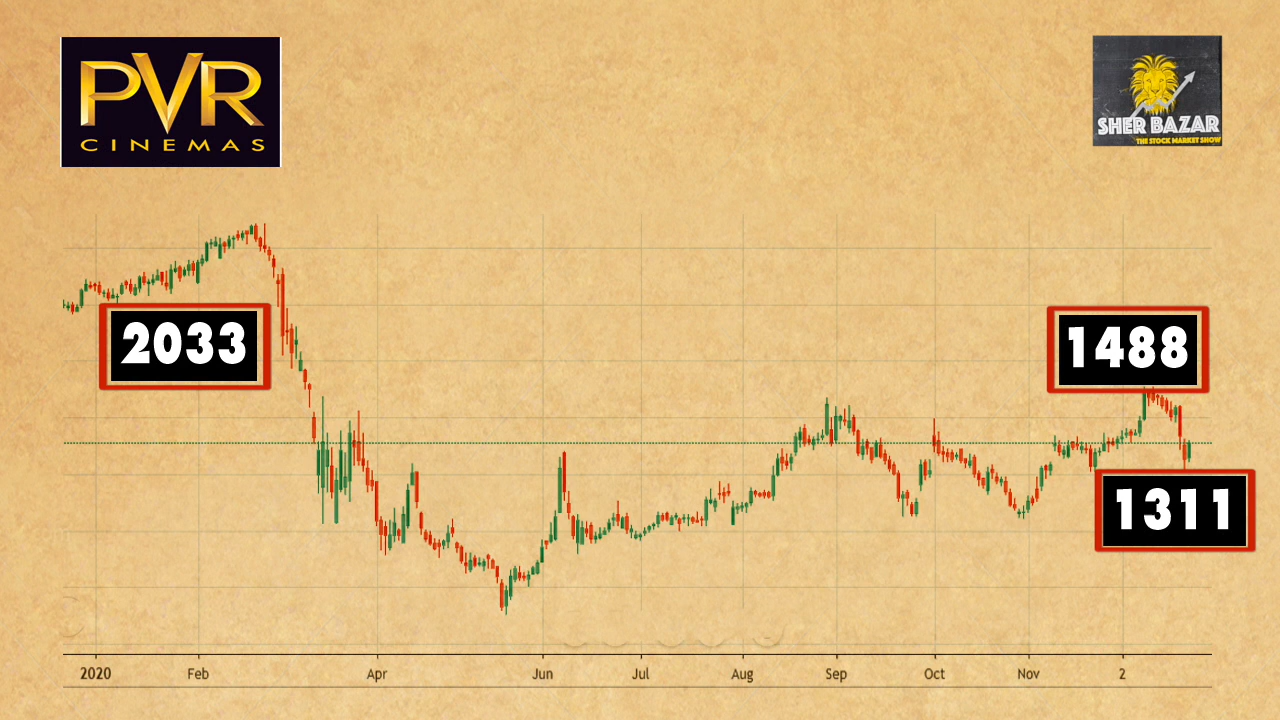 PVR
CINEMAS
SHER BAZAR
THE STOCK MARKET SHOW
2033
1488
1311
2020 Feb Apr Jun Jul Aug Sep Oct Nov 2